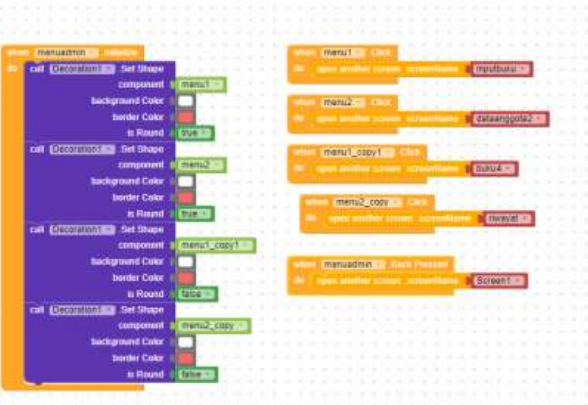 when menuadmin Initialize
do call Decoration1 Set Shape
component menu1
background Color
border Color
is Round true
call Decoration1 Set Shape
component menu2
background Color
border Color
is Round true
call Decoration1 Set Shape
component menu1_copy1
background Color
border Color
is Round false
call Decoration1 Set Shape
component menu2_copy
background Color
border Color
is Round false
when menu1 Click
do open another screen screenName inputbuku
when menu2 Click
do open another screen screenName dataanggota2
when menu1_copy1 Click
do open another screen screenName buku4
when menu2_copy Click
do open another screen screenName riwayat
when menuadmin Back Pressed
do open another screen screenName Screen1